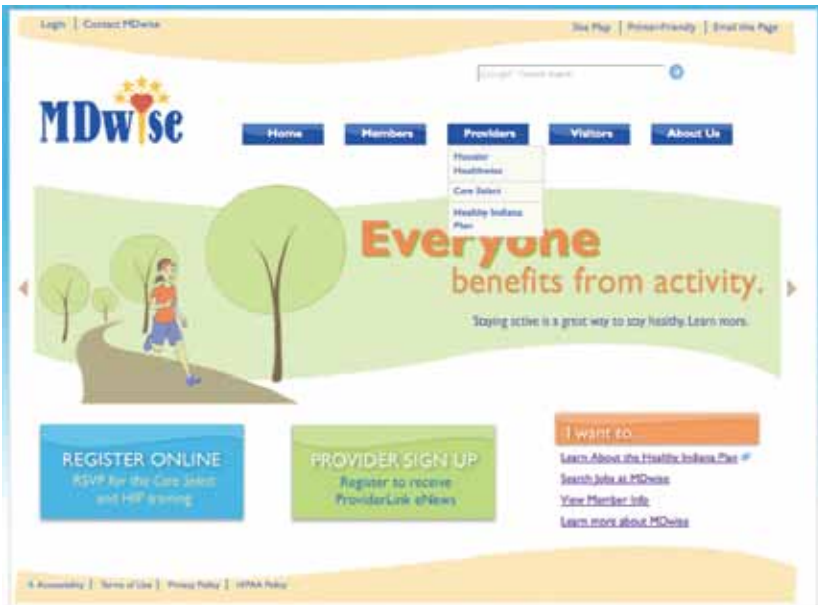 Login | Contact MDwise
Site Map | Printer-Friendly | Email this Page
MDwise
Home Members Providers Visitors About Us
Hoosier
Healthwise
Care Select
Healthy Indiana
Plan
Everyone
benefits from activity.
Staying active is a great way to stay healthy. Learn more.
REGISTER ONLINE
RSVP for the Care Select
and HIP training
PROVIDER SIGN UP
Register to receive
ProviderLink eNews
I want to...
Learn About the Healthy Indiana Plan
Search Jobs at MDwise
View Member Info
Learn more about MDwise
Accessibility | Terms of Use | Privacy Policy | HIPAA Policy